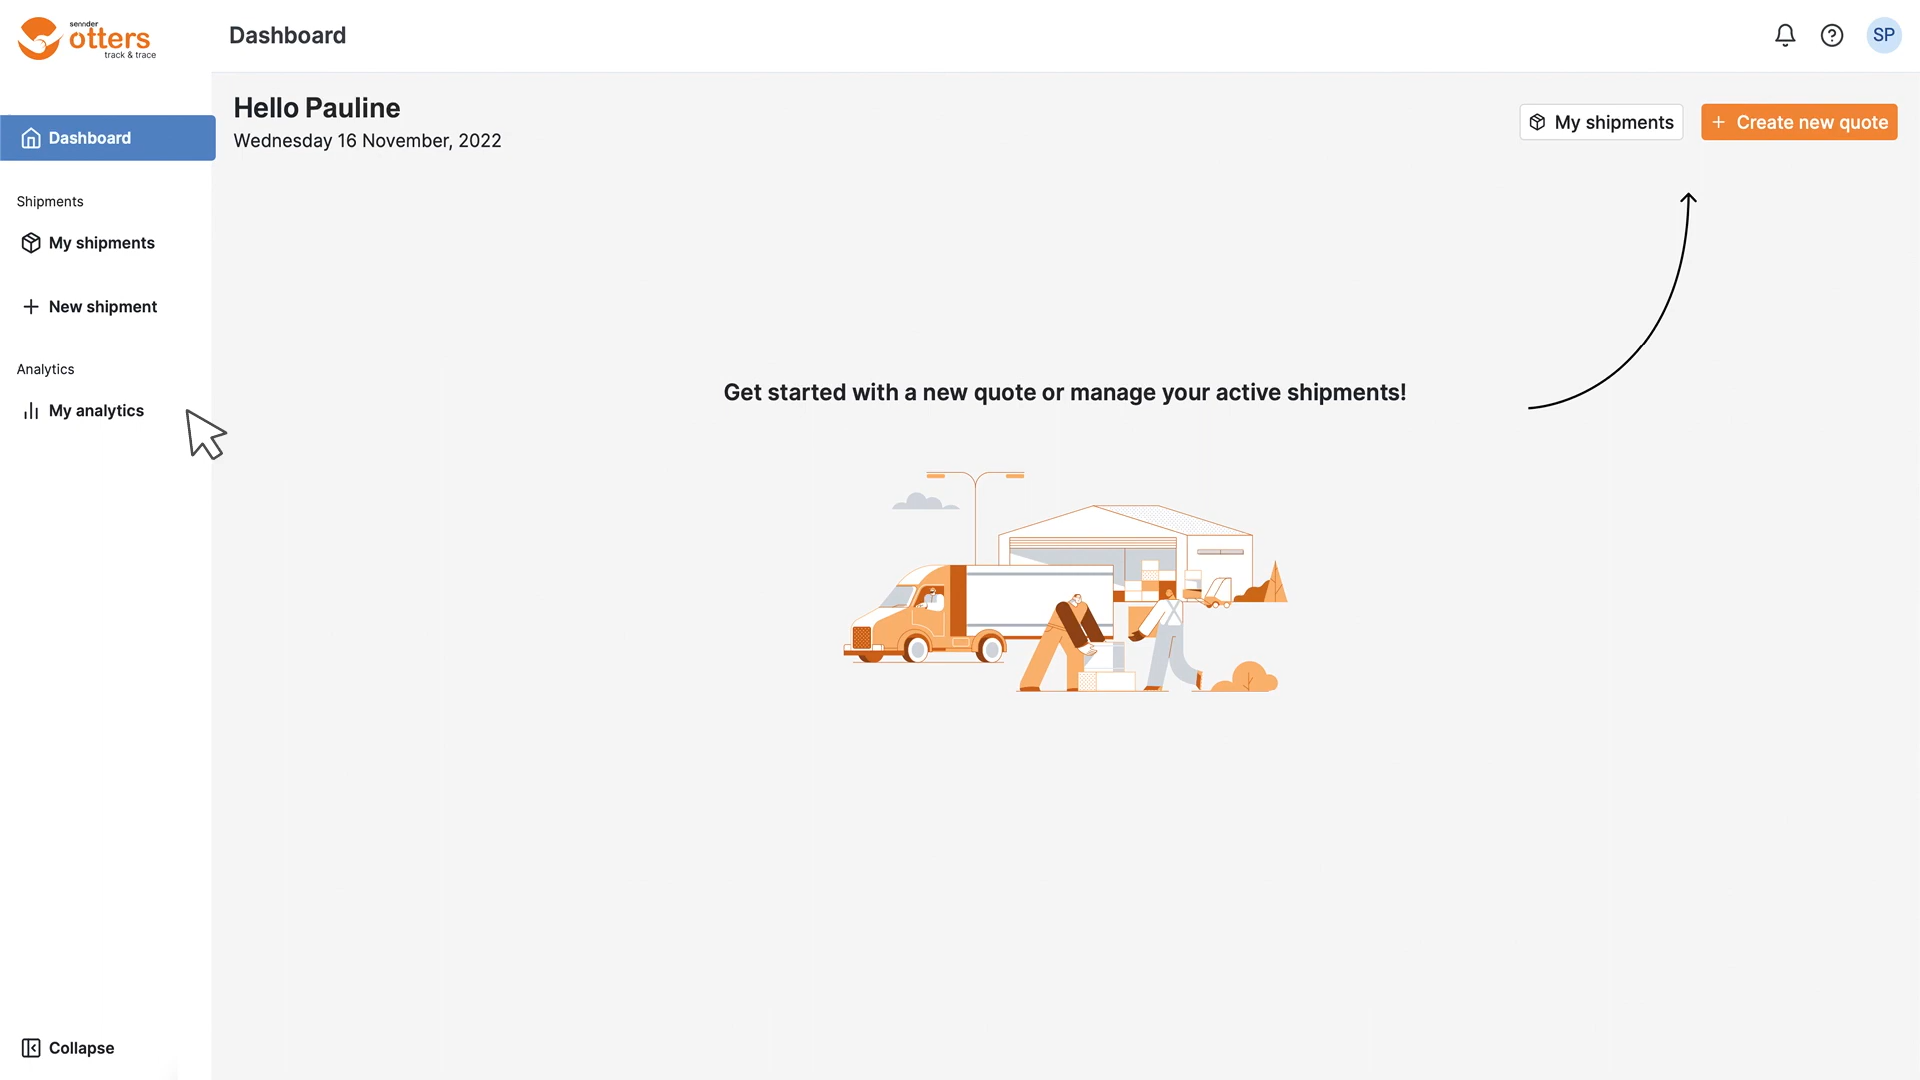 sennder
otters
track & trace
Dashboard
SP
Dashboard
Shipments
My shipments
New shipment
Analytics
My analytics
Collapse
Hello Pauline
Wednesday 16 November, 2022
My shipments
+ Create new quote
Get started with a new quote or manage your active shipments!